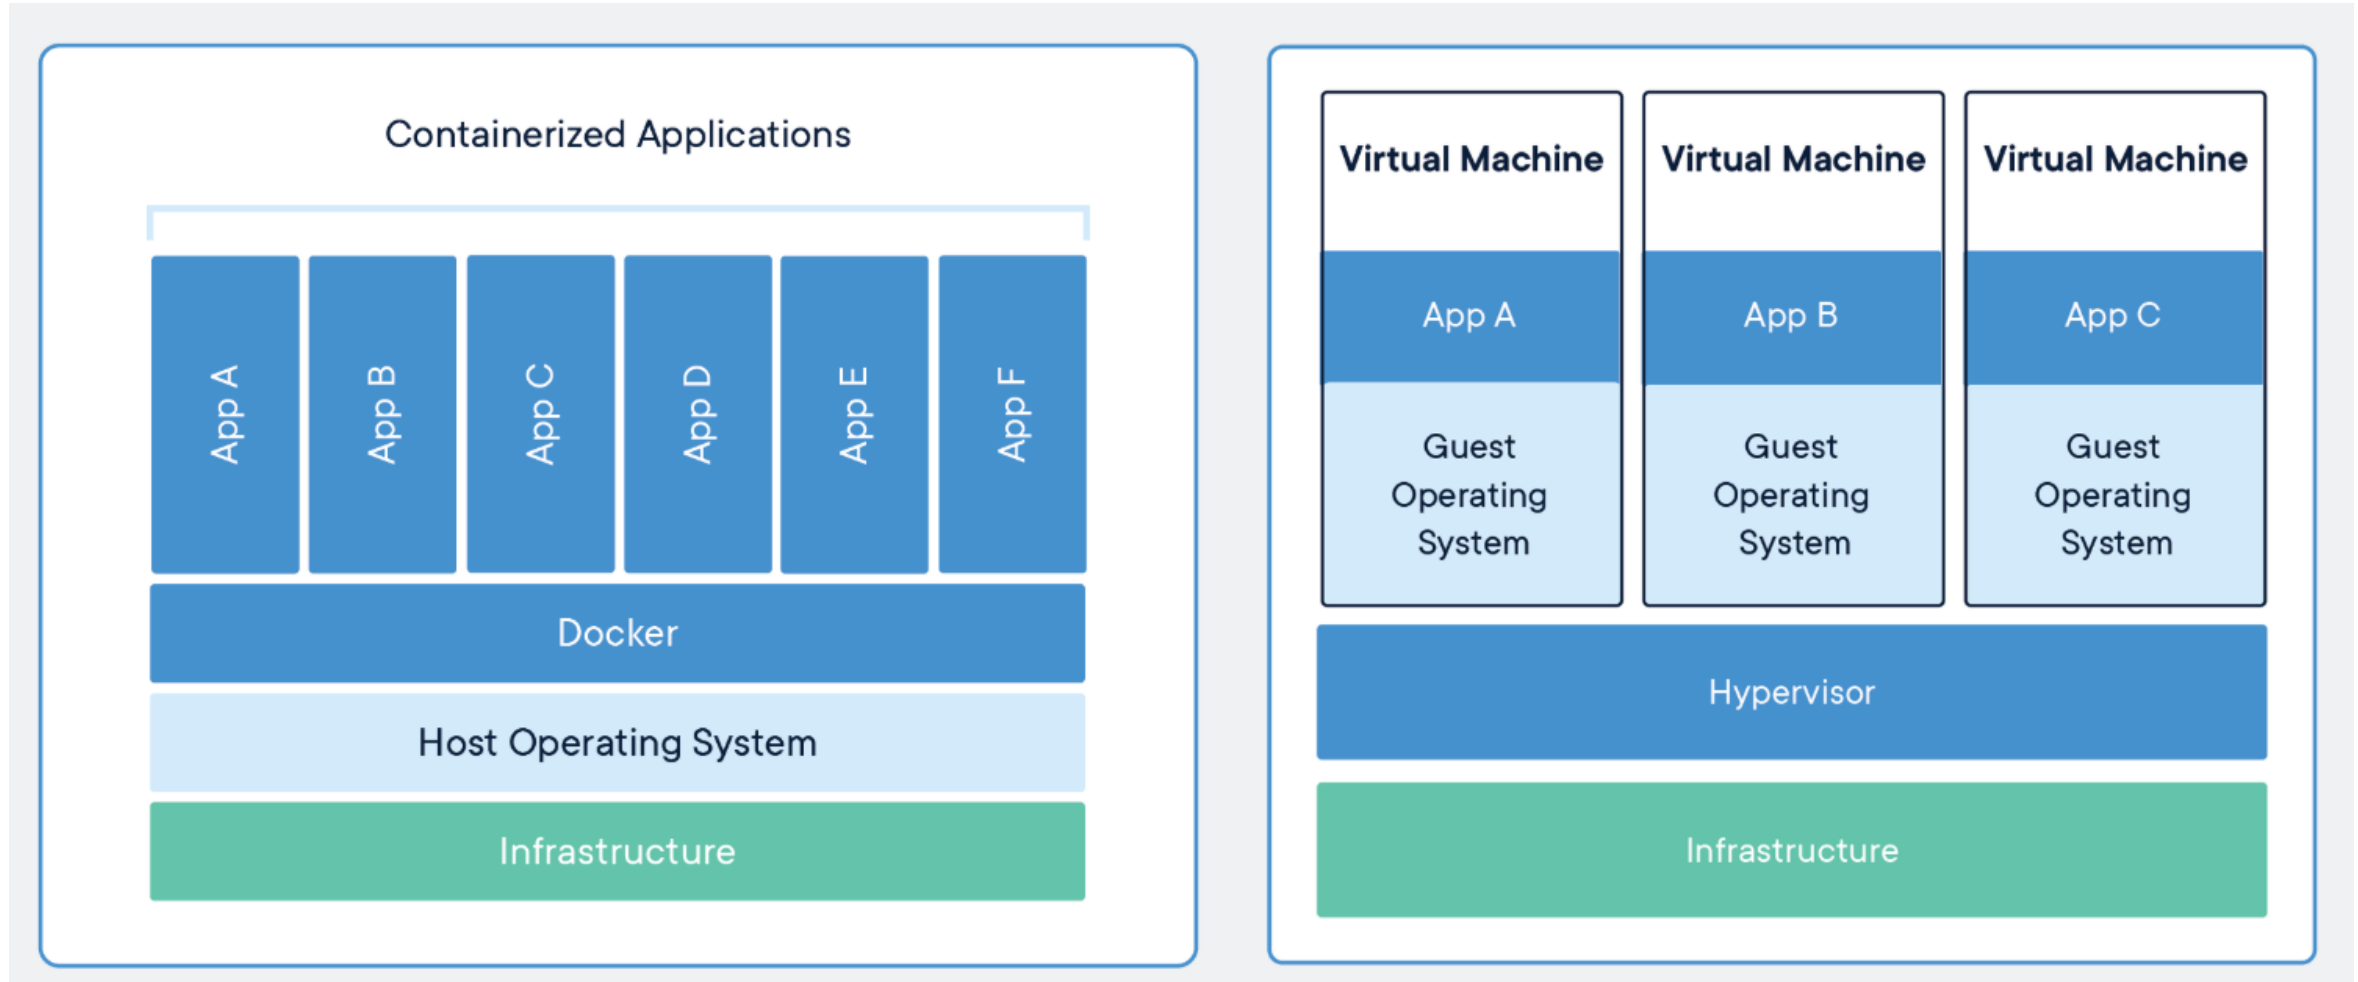 Containerized Applications
App A
App B
App C
App D
App E
App F
Docker
Host Operating System
Infrastructure
Virtual Machine
App A
Guest
Operating
System
Virtual Machine
App B
Guest
Operating
System
Virtual Machine
App C
Guest
Operating
System
Hypervisor
Infrastructure